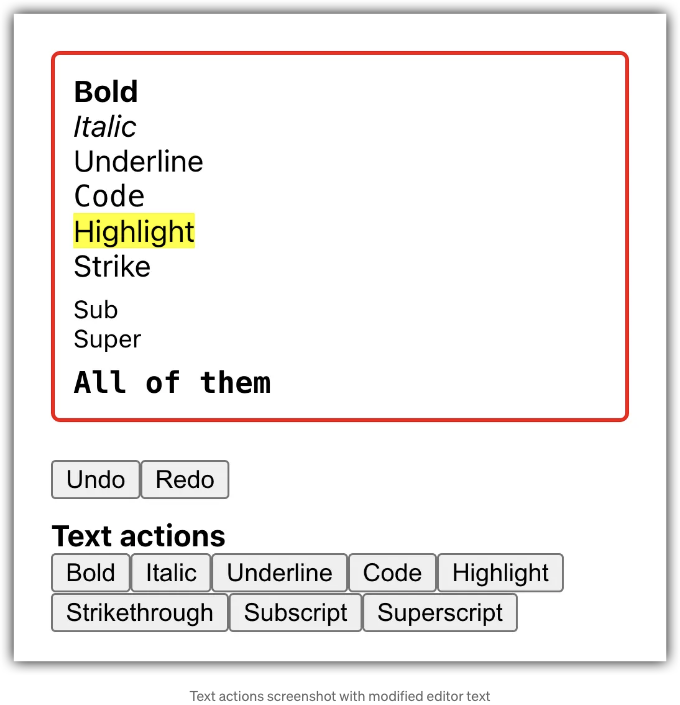 Bold
Italic
Underline
Code
Highlight
Strike
Sub
Super
All of them
Undo Redo
Text actions
Bold Italic Underline Code Highlight
Strikethrough Subscript Superscript
Text actions screenshot with modified editor text